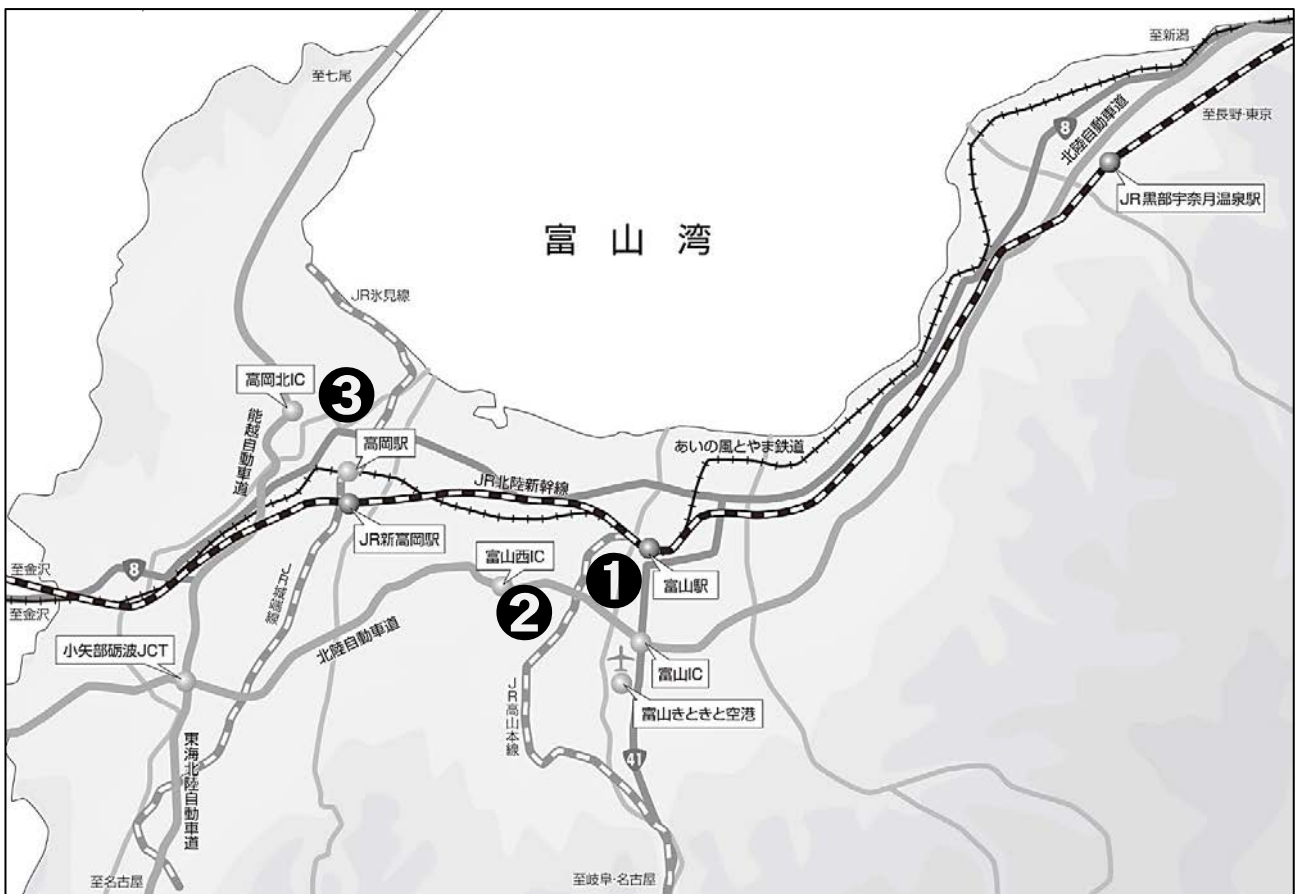 至新潟
至七尾
8
北陸自動車道
至長野・東京
JR黒部宇奈月温泉駅
富山湾
JR氷見線
高岡北IC
3
能越自動車道
高岡駅
あいの風とやま鉄道
JR北陸新幹線
JR新高岡駅
富山西IC
1
富山駅
至金沢
8
至金沢
JR城端線
2
北陸自動車道
小矢部砺波JCT
富山IC
JR高山本線
富山きときと空港
東海北陸自動車道
41
至名古屋
至岐阜・名古屋